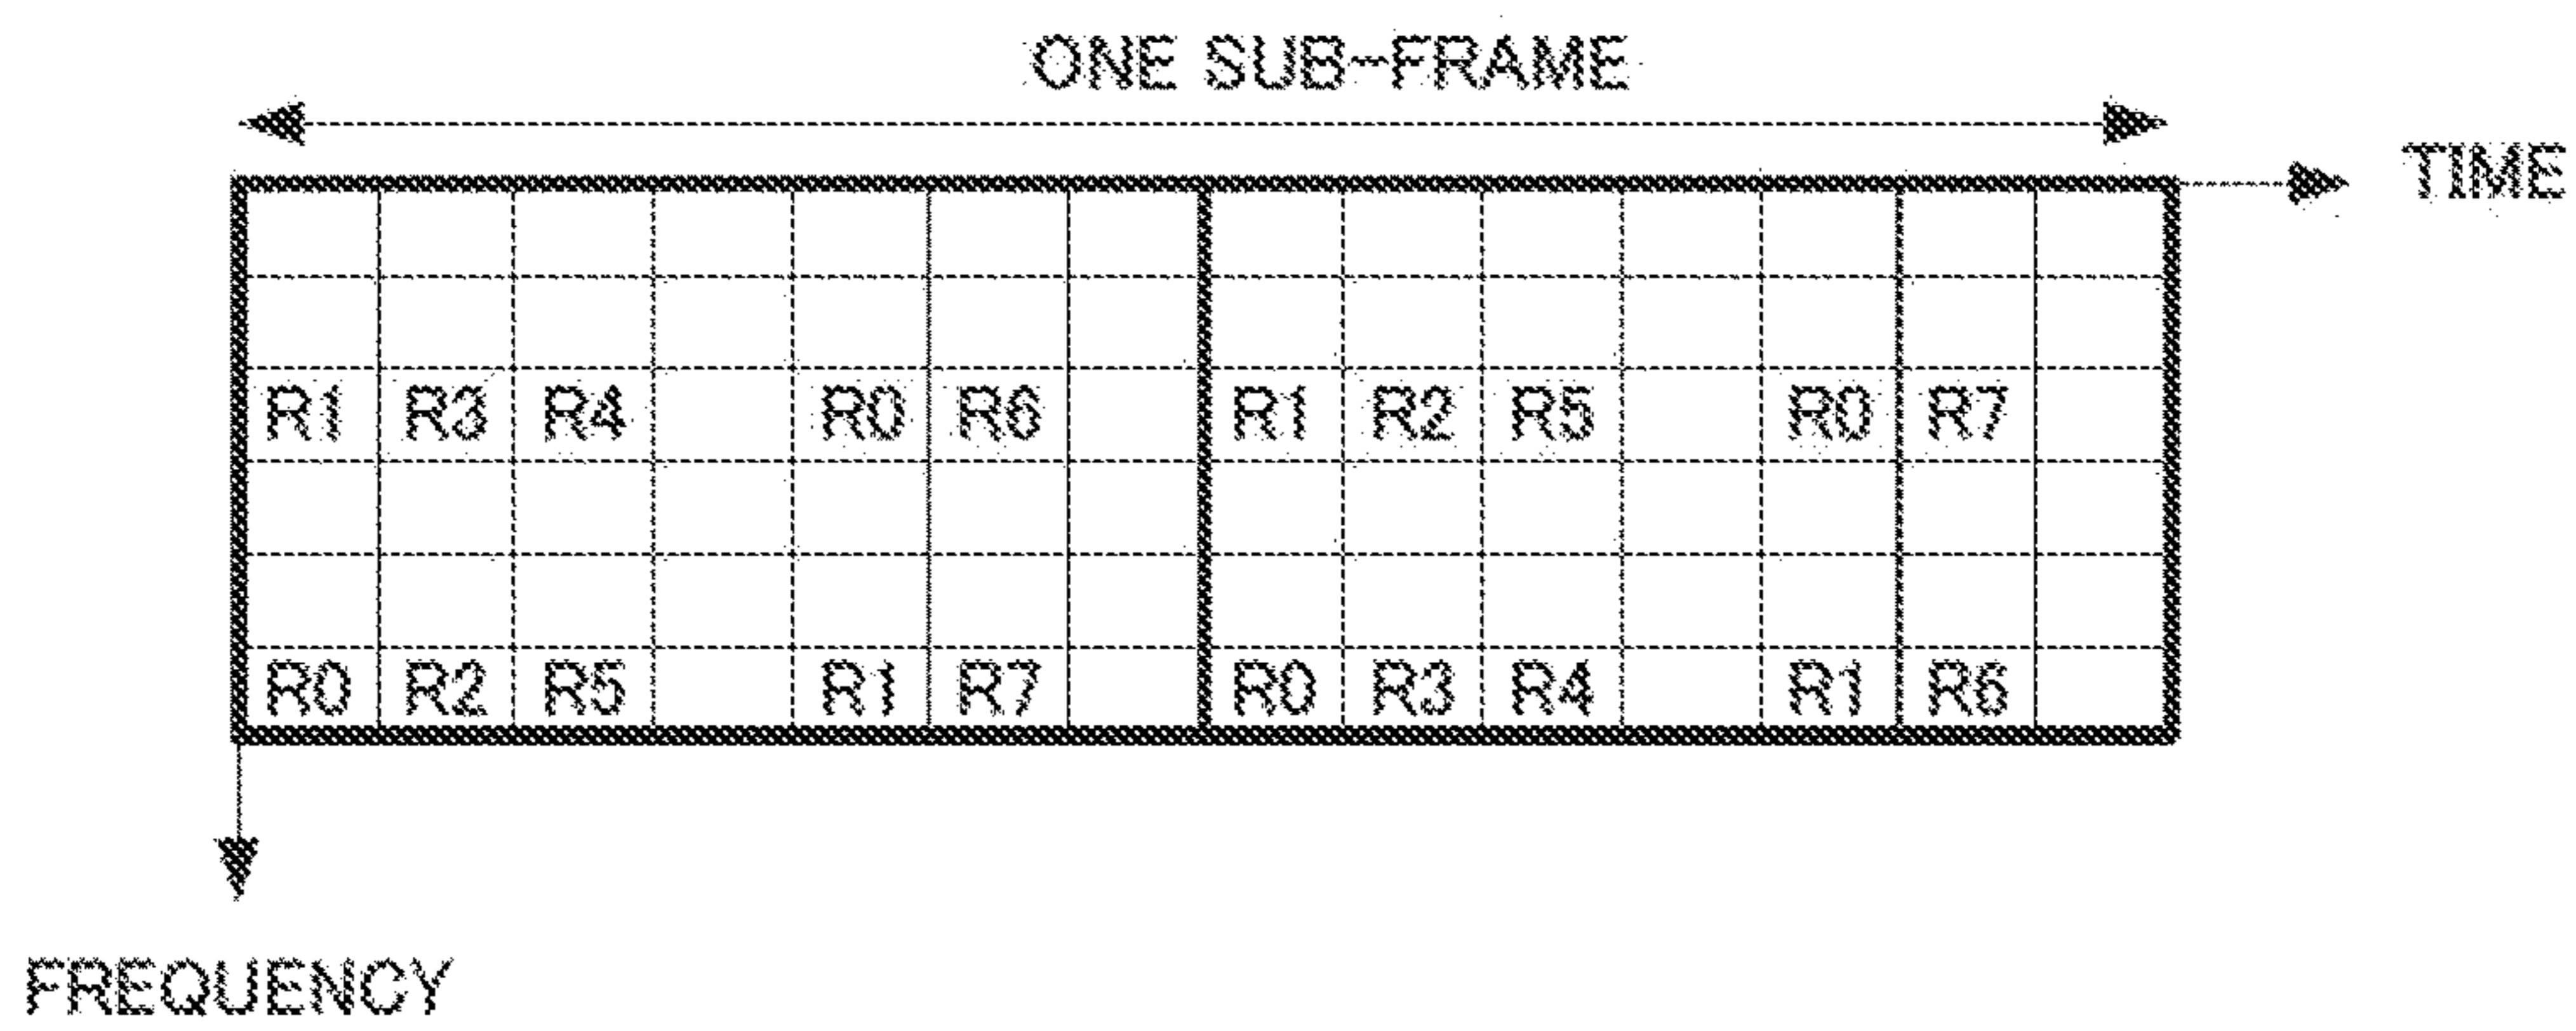 ONE SUB-FRAME
TIME
R1 R3 R4 R0 R6 R1 R2 R5 R0 R7
R0 R2 R5 R1 R7 R0 R3 R4 R1 R6
FREQUENCY